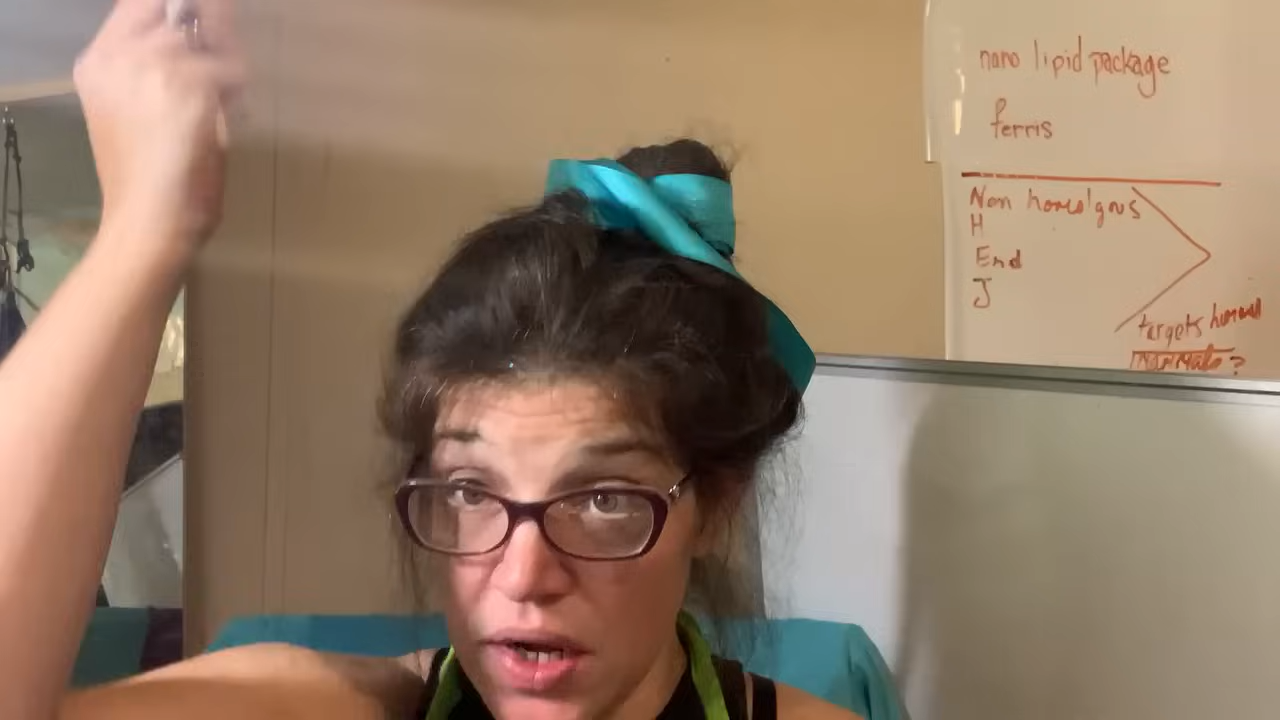 nano lipid package
ferris
Non homolgous
H
End
J
targets human